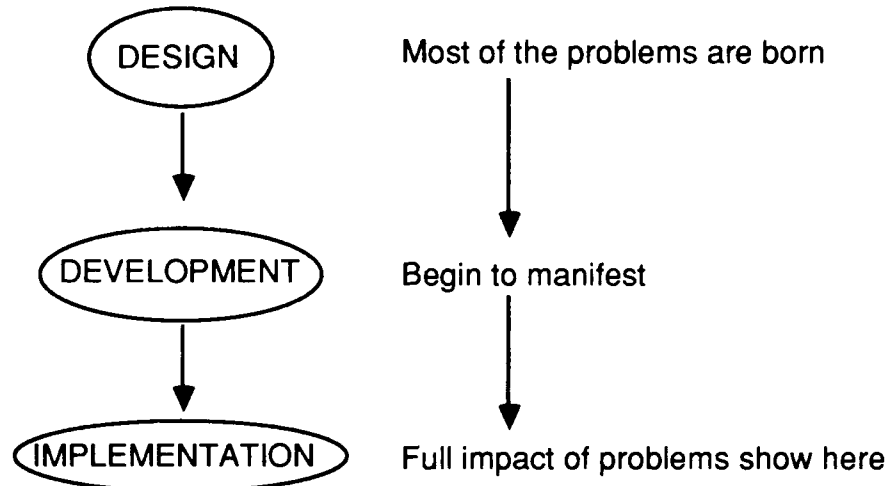 DESIGN
Most of the problems are born
DEVELOPMENT
Begin to manifest
IMPLEMENTATION
Full impact of problems show here